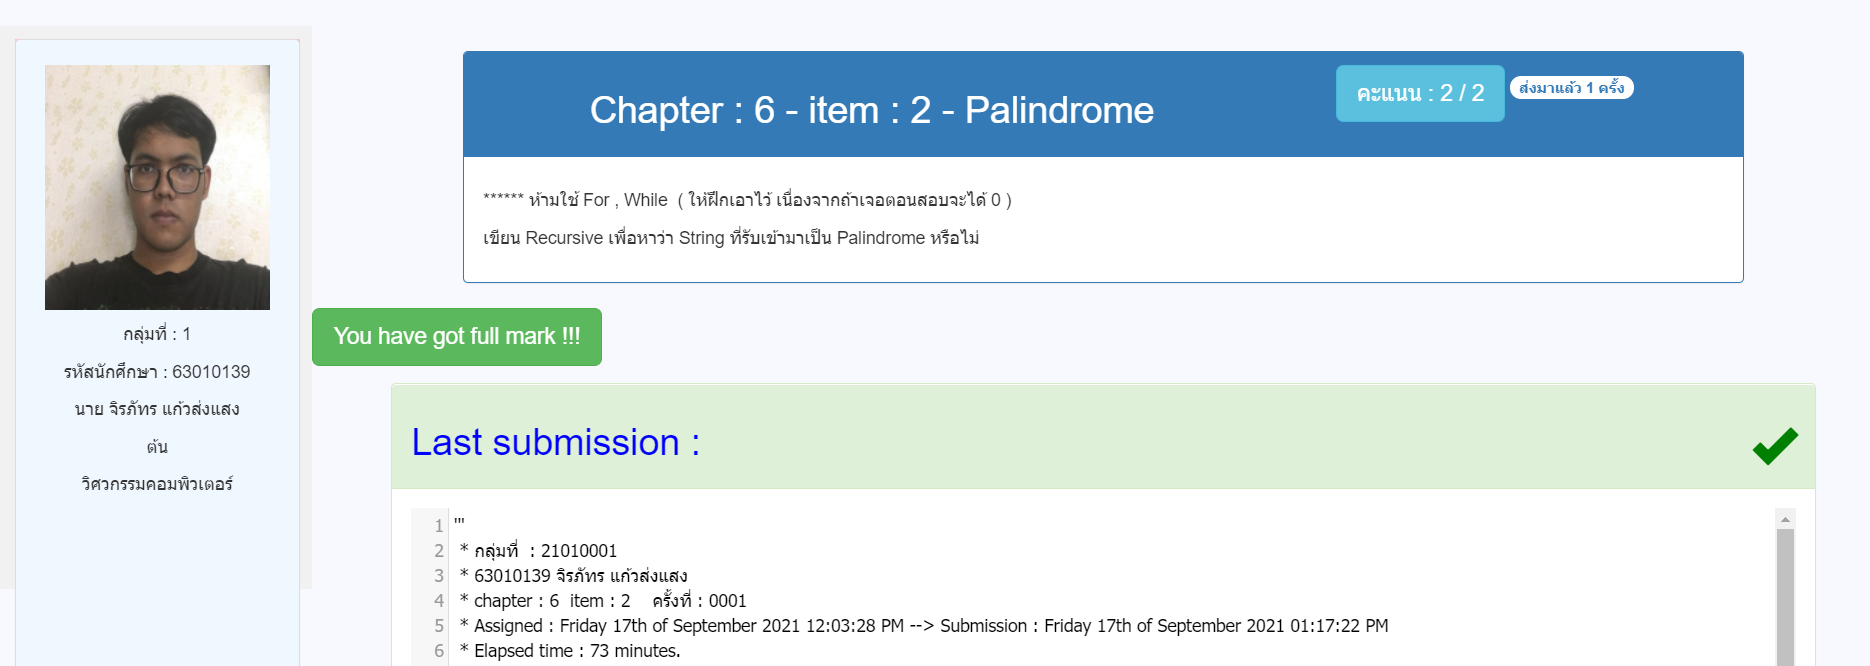 Chapter : 6 - item : 2 - Palindrome
คะแนน : 2 / 2
ส่งมาแล้ว 1 ครั้ง
****** ห้ามใช้ For , While  ( ให้ฝึกเอาไว้ เนื่องจากถ้าเจอตอนสอบจะได้ 0 )
เขียน Recursive เพื่อหาว่า String ที่รับเข้ามาเป็น Palindrome หรือไม่
กลุ่มที่ : 1
รหัสนักศึกษา : 63010139
นาย จิรภัทร แก้วส่งแสง
ต้น
วิศวกรรมคอมพิวเตอร์
You have got full mark !!!
Last submission :
1 '''
2 * กลุ่มที่  : 21010001
3 * 63010139 จิรภัทร แก้วส่งแสง
4 * chapter : 6  item : 2    ครั้งที่ : 0001
5 * Assigned : Friday 17th of September 2021 12:03:28 PM --> Submission : Friday 17th of September 2021 01:17:22 PM
6 * Elapsed time : 73 minutes.